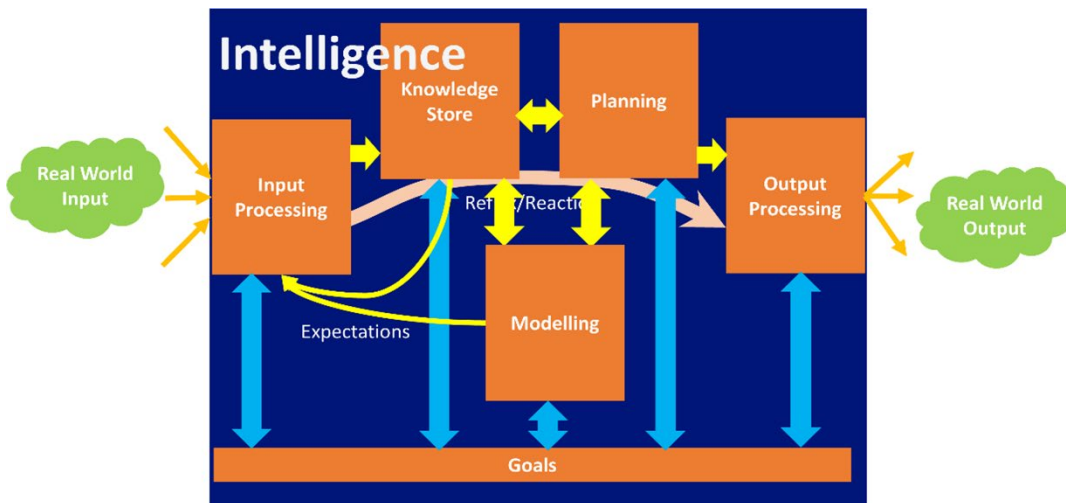 Intelligence
Knowledge
Store
Planning
Real World
Input
Input
Processing
Output
Processing
Real World
Output
Modelling
Expectations
Goals